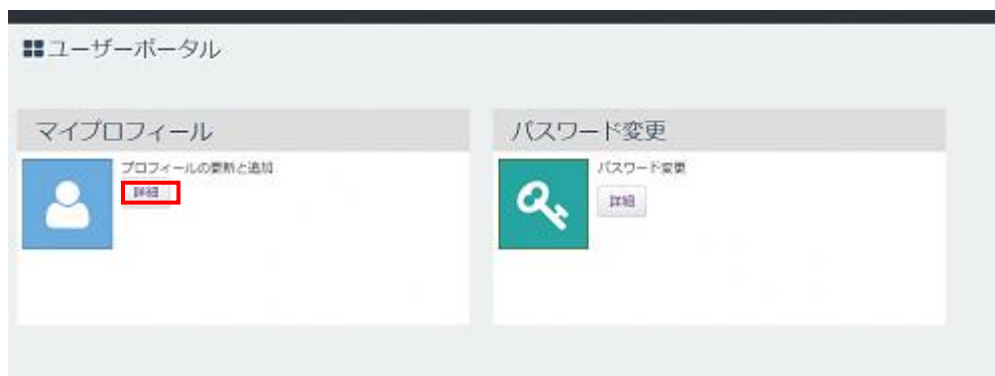 ユーザーポータル
マイプロフィール
プロフィールの更新と追加
詳細
パスワード変更
パスワード変更
詳細